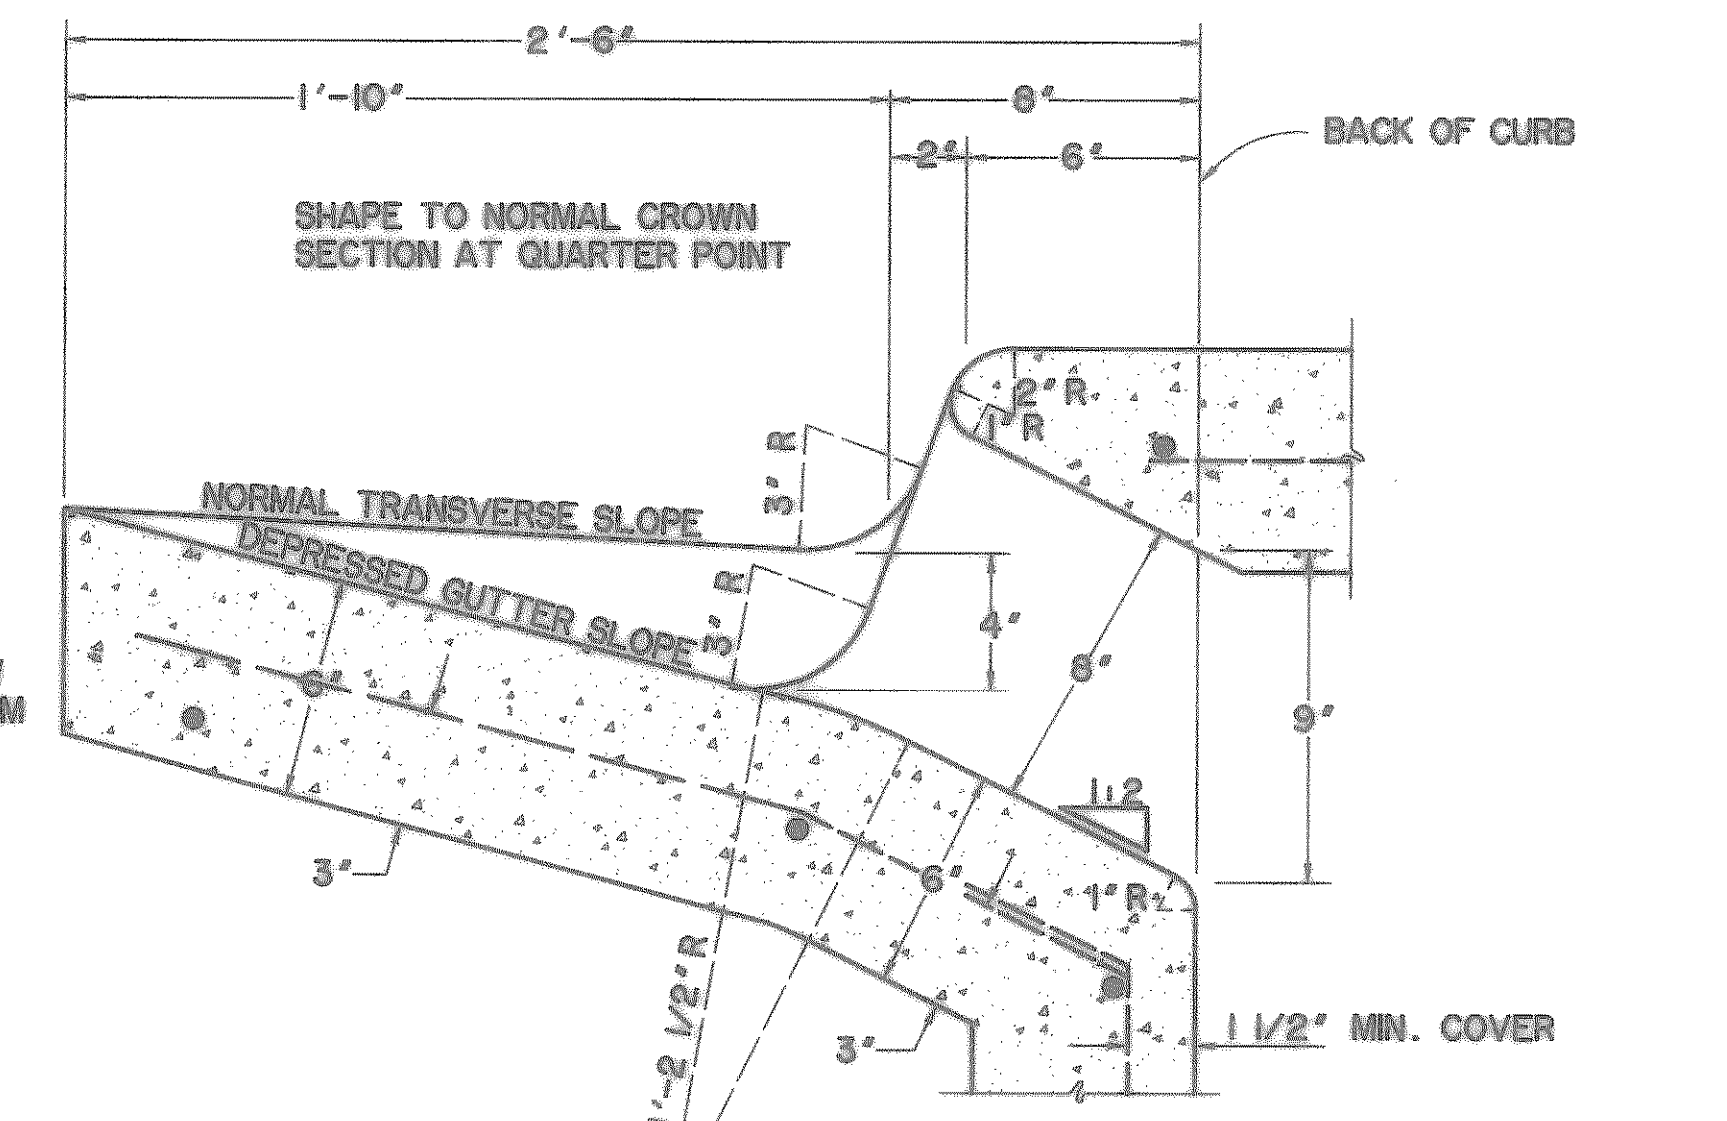 2'-6"
1'-10"
8"
BACK OF CURB
2"
6"
SHAPE TO NORMAL CROWN
SECTION AT QUARTER POINT
2" R
1" R
3" R
NORMAL TRANSVERSE SLOPE
DEPRESSED GUTTER SLOPE
3" R
4"
8"
6"
M
9"
1:2
3"
6"
1" R
1'-2 1/2" R
3"
1 1/2" MIN. COVER